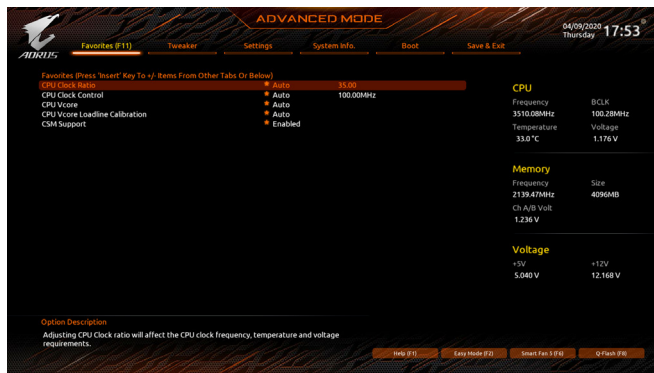 ADVANCED MODE
04/09/2020
Thursday 17:53
AORUS
Favorites (F11) Tweaker Settings System Info. Boot Save & Exit
Favorites (Press 'Insert' Key To +/- Items From Other Tabs Or Below)
CPU Clock Ratio Auto 35.00
CPU Clock Control Auto 100.00MHz
CPU Vcore Auto
CPU Vcore Loadline Calibration Auto
CSM Support Enabled
CPU
Frequency BCLK
3510.08MHz 100.28MHz
Temperature Voltage
33.0 °C 1.176 V
Memory
Frequency Size
2139.47MHz 4096MB
Ch A/B Volt
1.236 V
Voltage
+5V +12V
5.040 V 12.168 V
Option Description
Adjusting CPU Clock ratio will affect the CPU clock frequency, temperature and voltage
requirements.
Help (F1) Easy Mode (F2) Smart Fan 5 (F6) Q-Flash (F8)